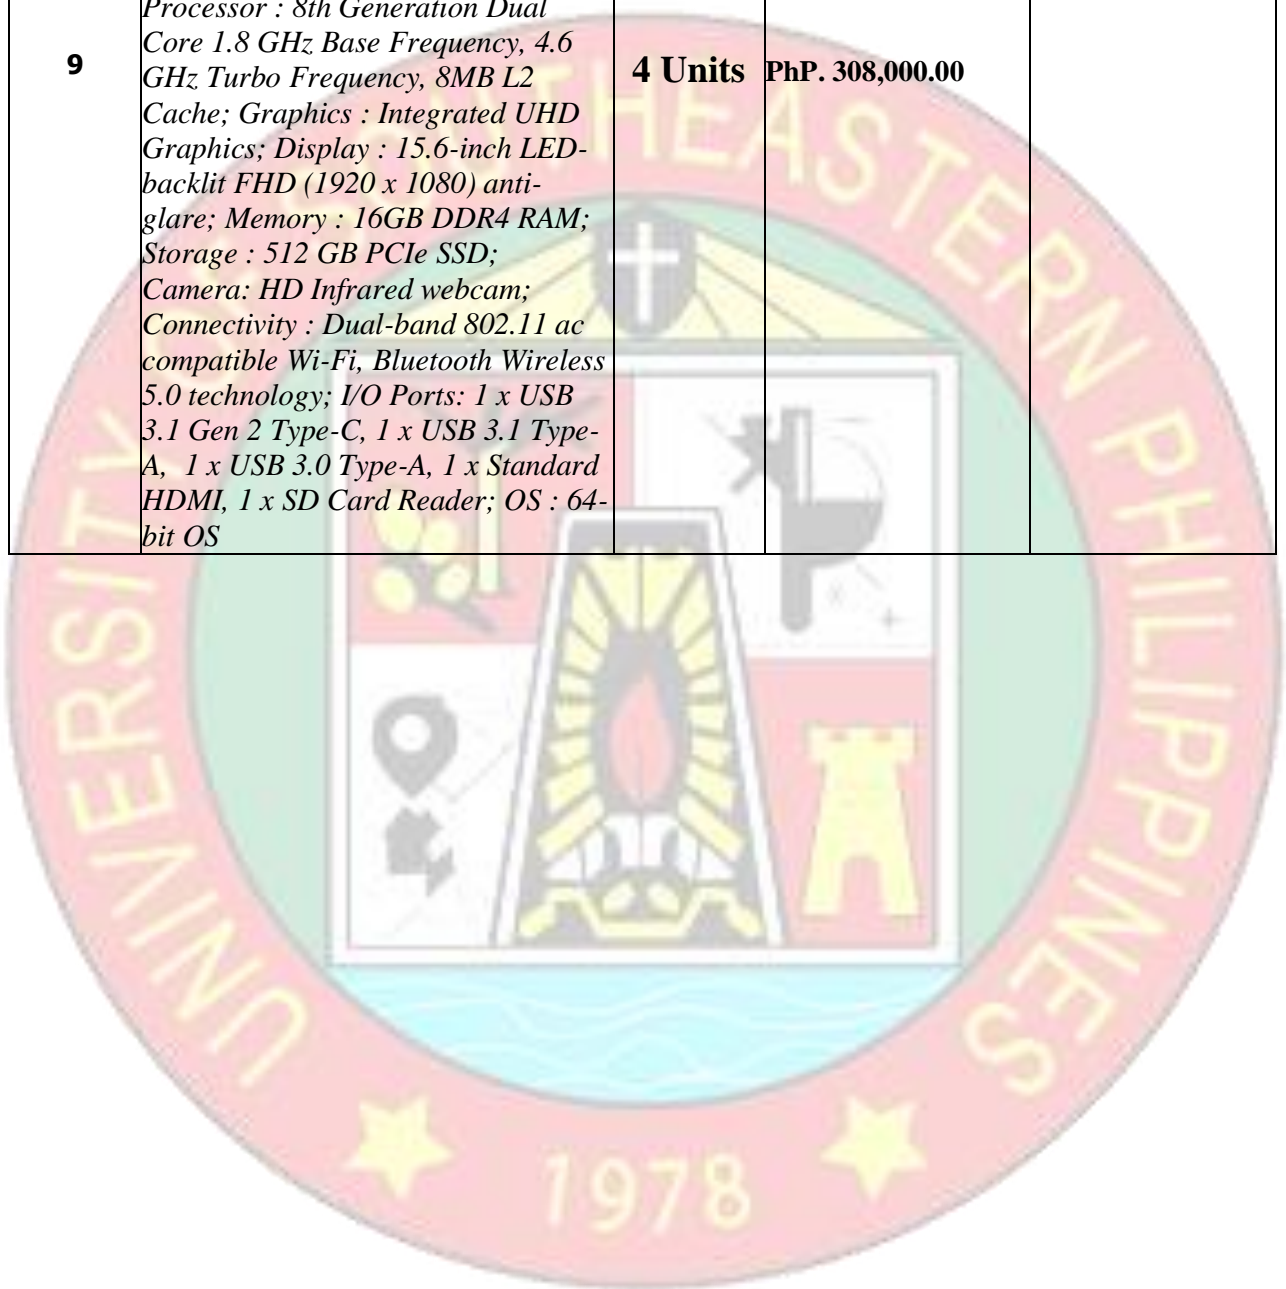 Processor : 8th Generation Dual
Core 1.8 GHz Base Frequency, 4.6
GHz Turbo Frequency, 8MB L2
Cache; Graphics : Integrated UHD
Graphics; Display : 15.6-inch LED-
backlit FHD (1920 x 1080) anti-
glare; Memory : 16GB DDR4 RAM;
Storage : 512 GB PCIe SSD;
Camera: HD Infrared webcam;
Connectivity : Dual-band 802.11 ac
compatible Wi-Fi, Bluetooth Wireless
5.0 technology; I/O Ports: 1 x USB
3.1 Gen 2 Type-C, 1 x USB 3.1 Type-
A, 1 x USB 3.0 Type-A, 1 x Standard
HDMI, 1 x SD Card Reader; OS : 64-
bit OS
9
4 Units
PhP. 308,000.00
UNIVERSITY OF SOUTHEASTERN PHILIPPINES
1978